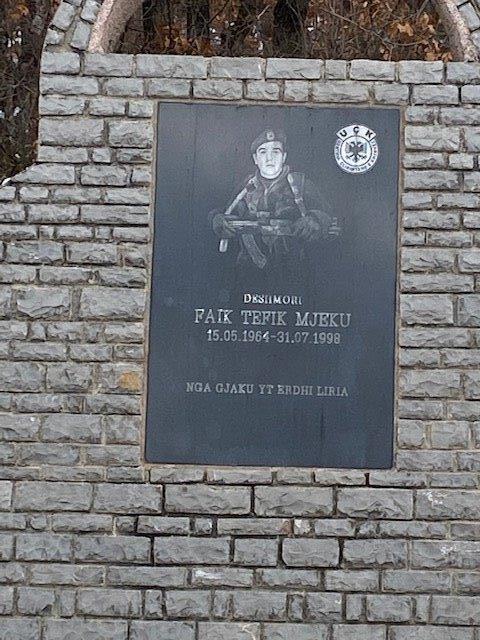 UÇK
DESHMORI
FAIK TEFIK MJEKU
15.05.1964-31.07.1998
NGA GJAKU YT ERDHI LIRIA